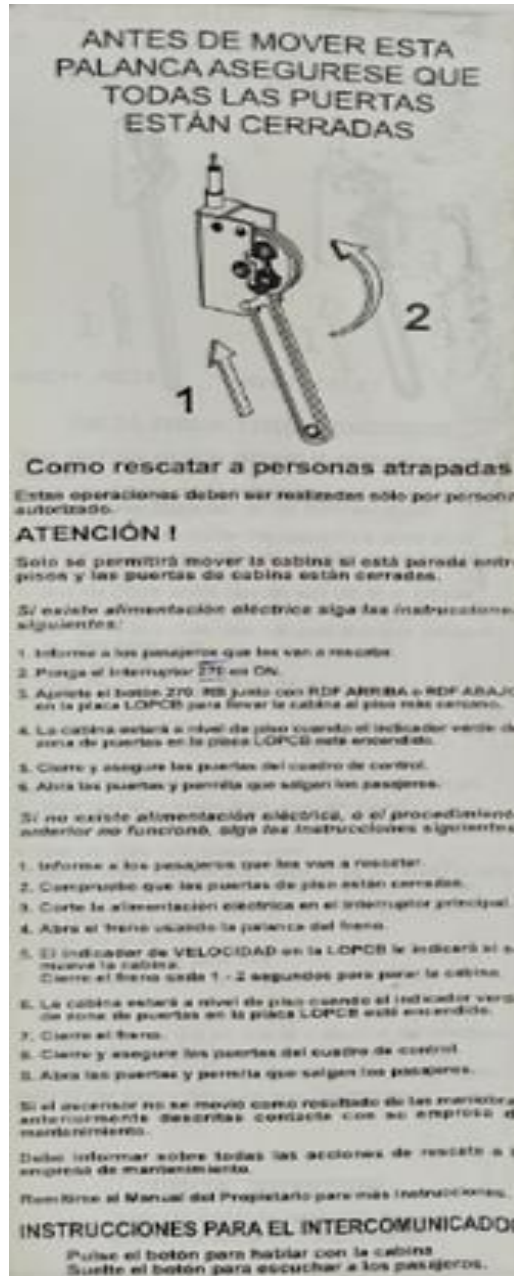 ANTES DE MOVER ESTA
PALANCA ASEGURESE QUE
TODAS LAS PUERTAS
ESTÁN CERRADAS
2
1
Como rescatar a personas atrapadas
Estas operaciones deben ser realizadas sólo por persona
autorizado.
ATENCIÓN !
Solo se permitirá mover la cabina si está parada entr
pisos y las puertas de cabina están cerradas.
Si existe alimentación eléctrica siga las instruccione
siguientes:
1. Informe a los pasajeros que les van a rescatar.
2. Ponga el interruptor 270 en ON.
3. Apriete el botón 270 RB junto con RDF ARRIBA o RDF ABAJO
en la placa LOPCB para llevar la cabina al piso más cercano.
4. La cabina estará a nivel de piso cuando el indicador verde de
zona de puertas en la placa LOPCB esté encendido.
5. Cierre y asegure las puertas del cuadro de control.
6. Abra las puertas y permita que salgan los pasajeros.
Si no existe alimentación eléctrica, o el procedimient
anterior no funcionó, siga las instrucciones siguientes
1. Informe a los pasajeros que les van a rescatar.
2. Compruebe que las puertas de piso están cerradas.
3. Corte la alimentación eléctrica en el interruptor principal.
4. Abra el freno usando la palanca del freno.
5. El indicador de VELOCIDAD en la LOPCB le indicará si s
mueve la cabina.
Cierre el freno cada 1 - 2 segundos para parar la cabina.
6. La cabina estará a nivel de piso cuando el indicador verd
de zona de puertas en la placa LOPCB esté encendido.
7. Cierre el freno.
8. Cierre y asegure las puertas del cuadro de control.
9. Abra las puertas y permita que salgan los pasajeros.
Si el ascensor no se movió como resultado de las maniobra
anteriormente descritas contacte con su empresa d
mantenimiento.
Debe informar sobre todas las acciones de rescate a s
empresa de mantenimiento.
Remitirse al Manual del Propietario para más instrucciones.
INSTRUCCIONES PARA EL INTERCOMUNICADO
Pulse el botón para hablar con la cabina
Suelte el botón para escuchar a los pasajeros.